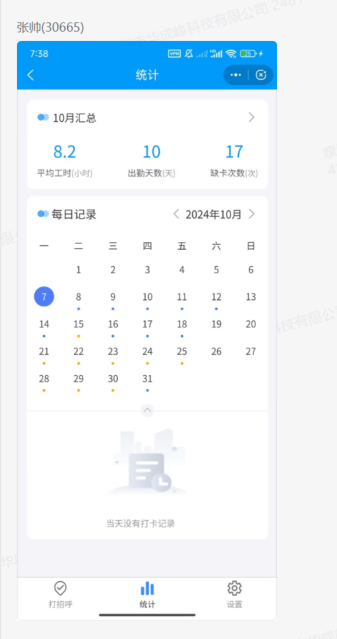 张帅(30665)
7:38
统计
10月汇总
8.2 10 17
平均工时(小时) 出勤天数(天) 缺卡次数(次)
每日记录 2024年10月
一 二 三 四 五 六 日
1 2 3 4 5 6
7 8 9 10 11 12 13
14 15 16 17 18 19 20
21 22 23 24 25 26 27
28 29 30 31
当天没有打卡记录
打招呼 统计 设置